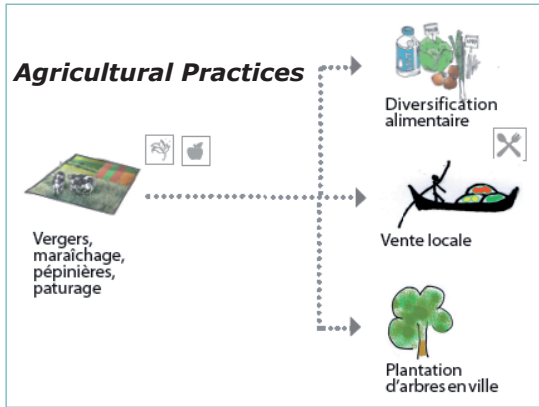 Agricultural Practices
Diversification
alimentaire
Vergers,
maraîchage,
pépinières,
paturage
Vente locale
Plantation
d'arbres en ville